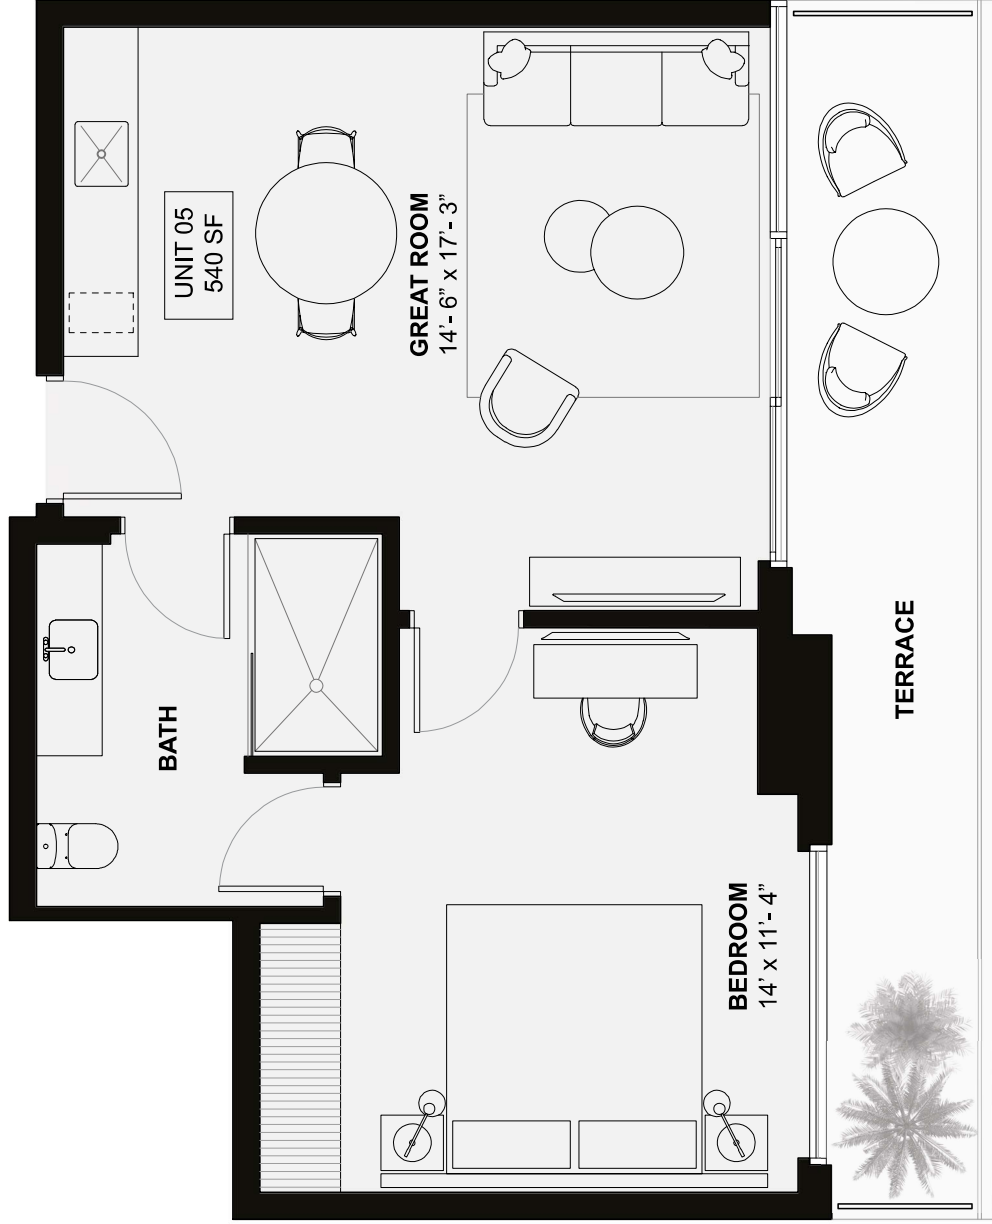 UNIT 05
540 SF
GREAT ROOM
14'- 6” x 17'- 3”
TERRACE
BATH
BEDROOM
14' x 11'- 4”